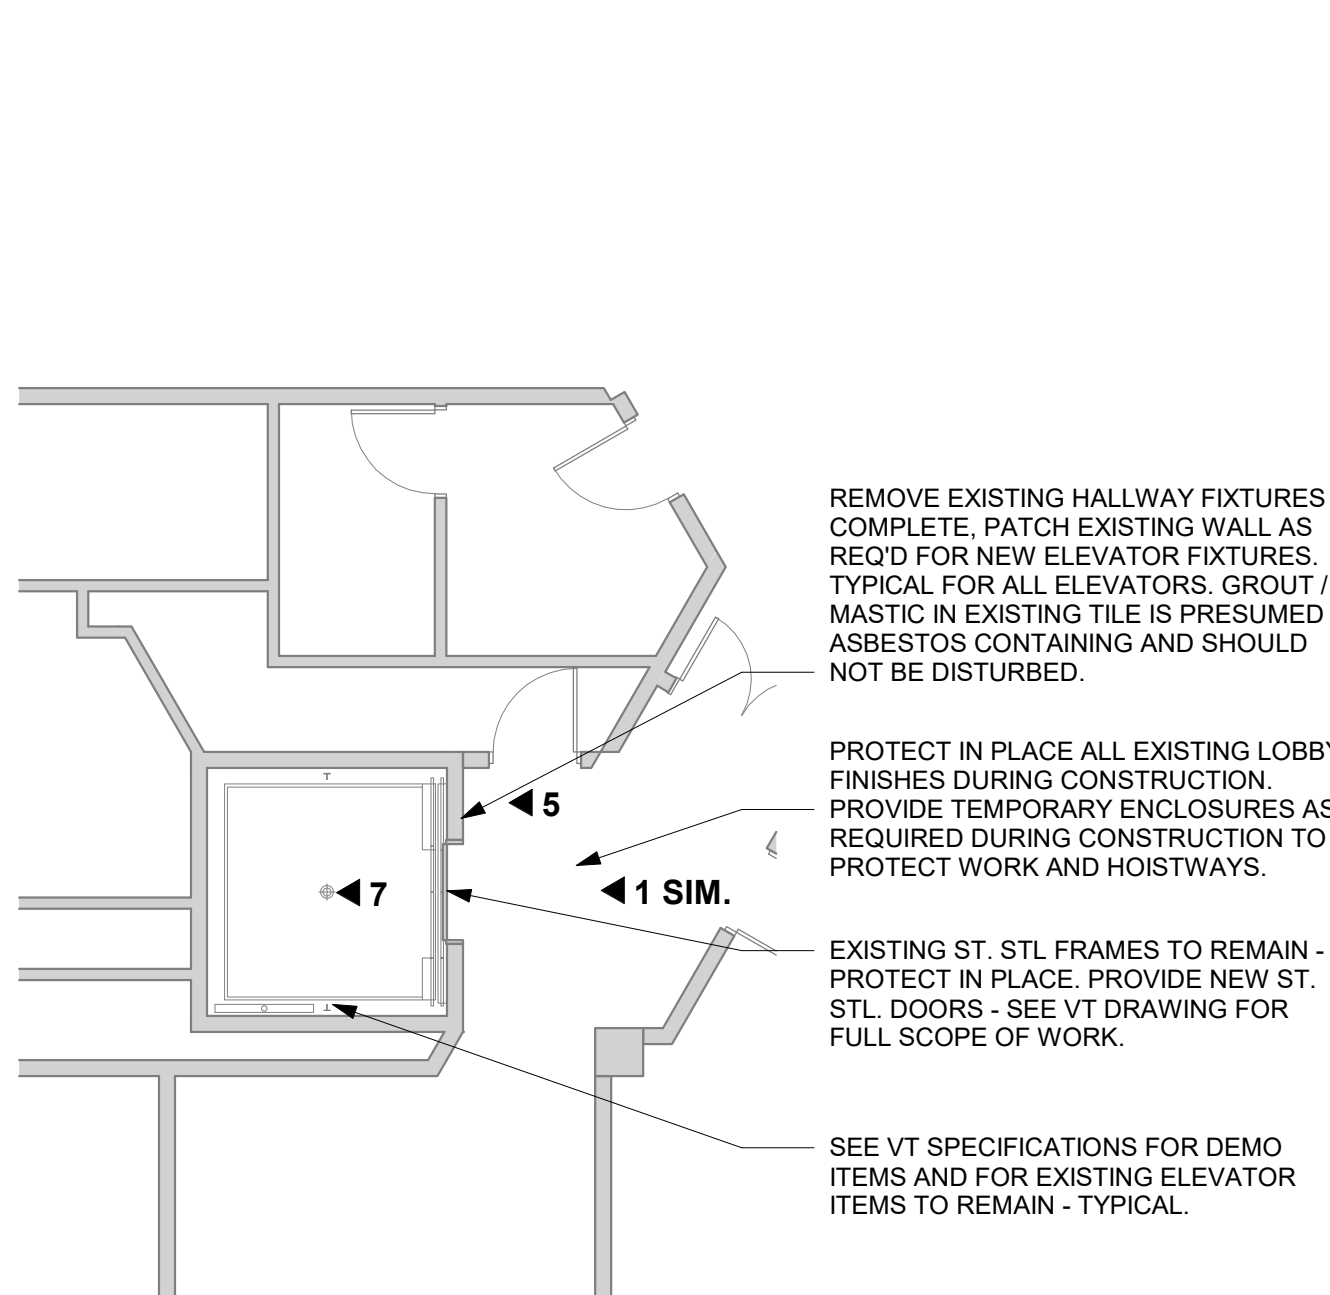 REMOVE EXISTING HALLWAY FIXTURES
COMPLETE, PATCH EXISTING WALL AS
REQ'D FOR NEW ELEVATOR FIXTURES.
TYPICAL FOR ALL ELEVATORS. GROUT /
MASTIC IN EXISTING TILE IS PRESUMED
ASBESTOS CONTAINING AND SHOULD
NOT BE DISTURBED.
PROTECT IN PLACE ALL EXISTING LOBBY
FINISHES DURING CONSTRUCTION.
PROVIDE TEMPORARY ENCLOSURES AS
REQUIRED DURING CONSTRUCTION TO
PROTECT WORK AND HOISTWAYS.
5
7
1 SIM.
EXISTING ST. STL FRAMES TO REMAIN -
PROTECT IN PLACE. PROVIDE NEW ST.
STL. DOORS - SEE VT DRAWING FOR
FULL SCOPE OF WORK.
SEE VT SPECIFICATIONS FOR DEMO
ITEMS AND FOR EXISTING ELEVATOR
ITEMS TO REMAIN - TYPICAL.